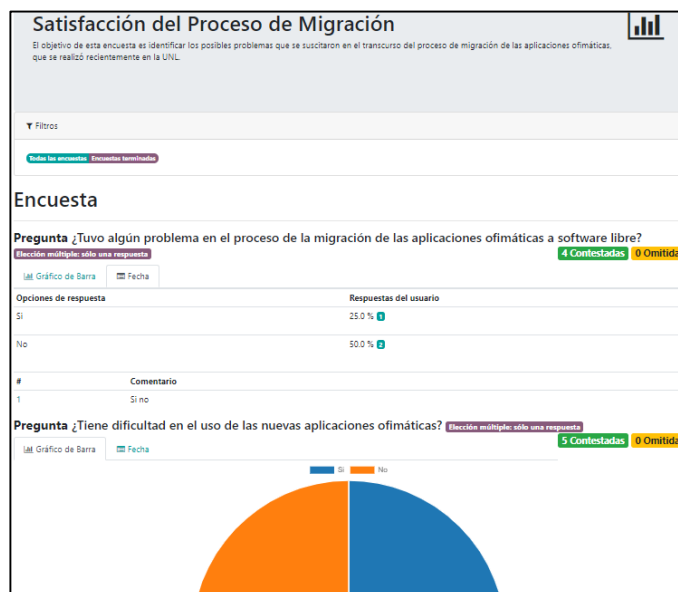 Satisfacción del Proceso de Migración
El objetivo de esta encuesta es identificar los posibles problemas que se suscitaron en el transcurso del proceso de migración de las aplicaciones ofimáticas,
que se realizó recientemente en la UNL.
Filtros
Todas las encuestas Encuestas terminadas
Encuesta
Pregunta ¿Tuvo algún problema en el proceso de la migración de las aplicaciones ofimáticas a software libre?
Elección múltiple: sólo una respuesta 4 Contestadas 0 Omitida
Gráfico de Barra Fecha
Opciones de respuesta Respuestas del usuario
Si 25.0 % 1
No 50.0 % 2
# Comentario
1 Si no
Pregunta ¿Tiene dificultad en el uso de las nuevas aplicaciones ofimáticas? Elección múltiple: sólo una respuesta
5 Contestadas 0 Omitida
Gráfico de Barra Fecha
Si No